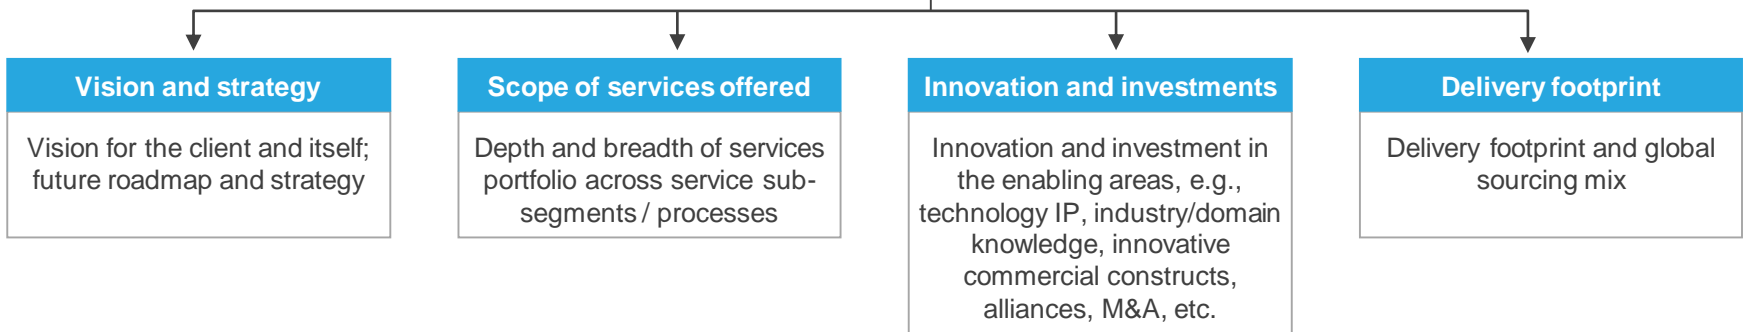 Vision and strategy
Vision for the client and itself;
future roadmap and strategy
Scope of services offered
Depth and breadth of services
portfolio across service sub-
segments / processes
Innovation and investments
Innovation and investment in
the enabling areas, e.g.,
technology IP, industry/domain
knowledge, innovative
commercial constructs,
alliances, M&A, etc.
Delivery footprint
Delivery footprint and global
sourcing mix